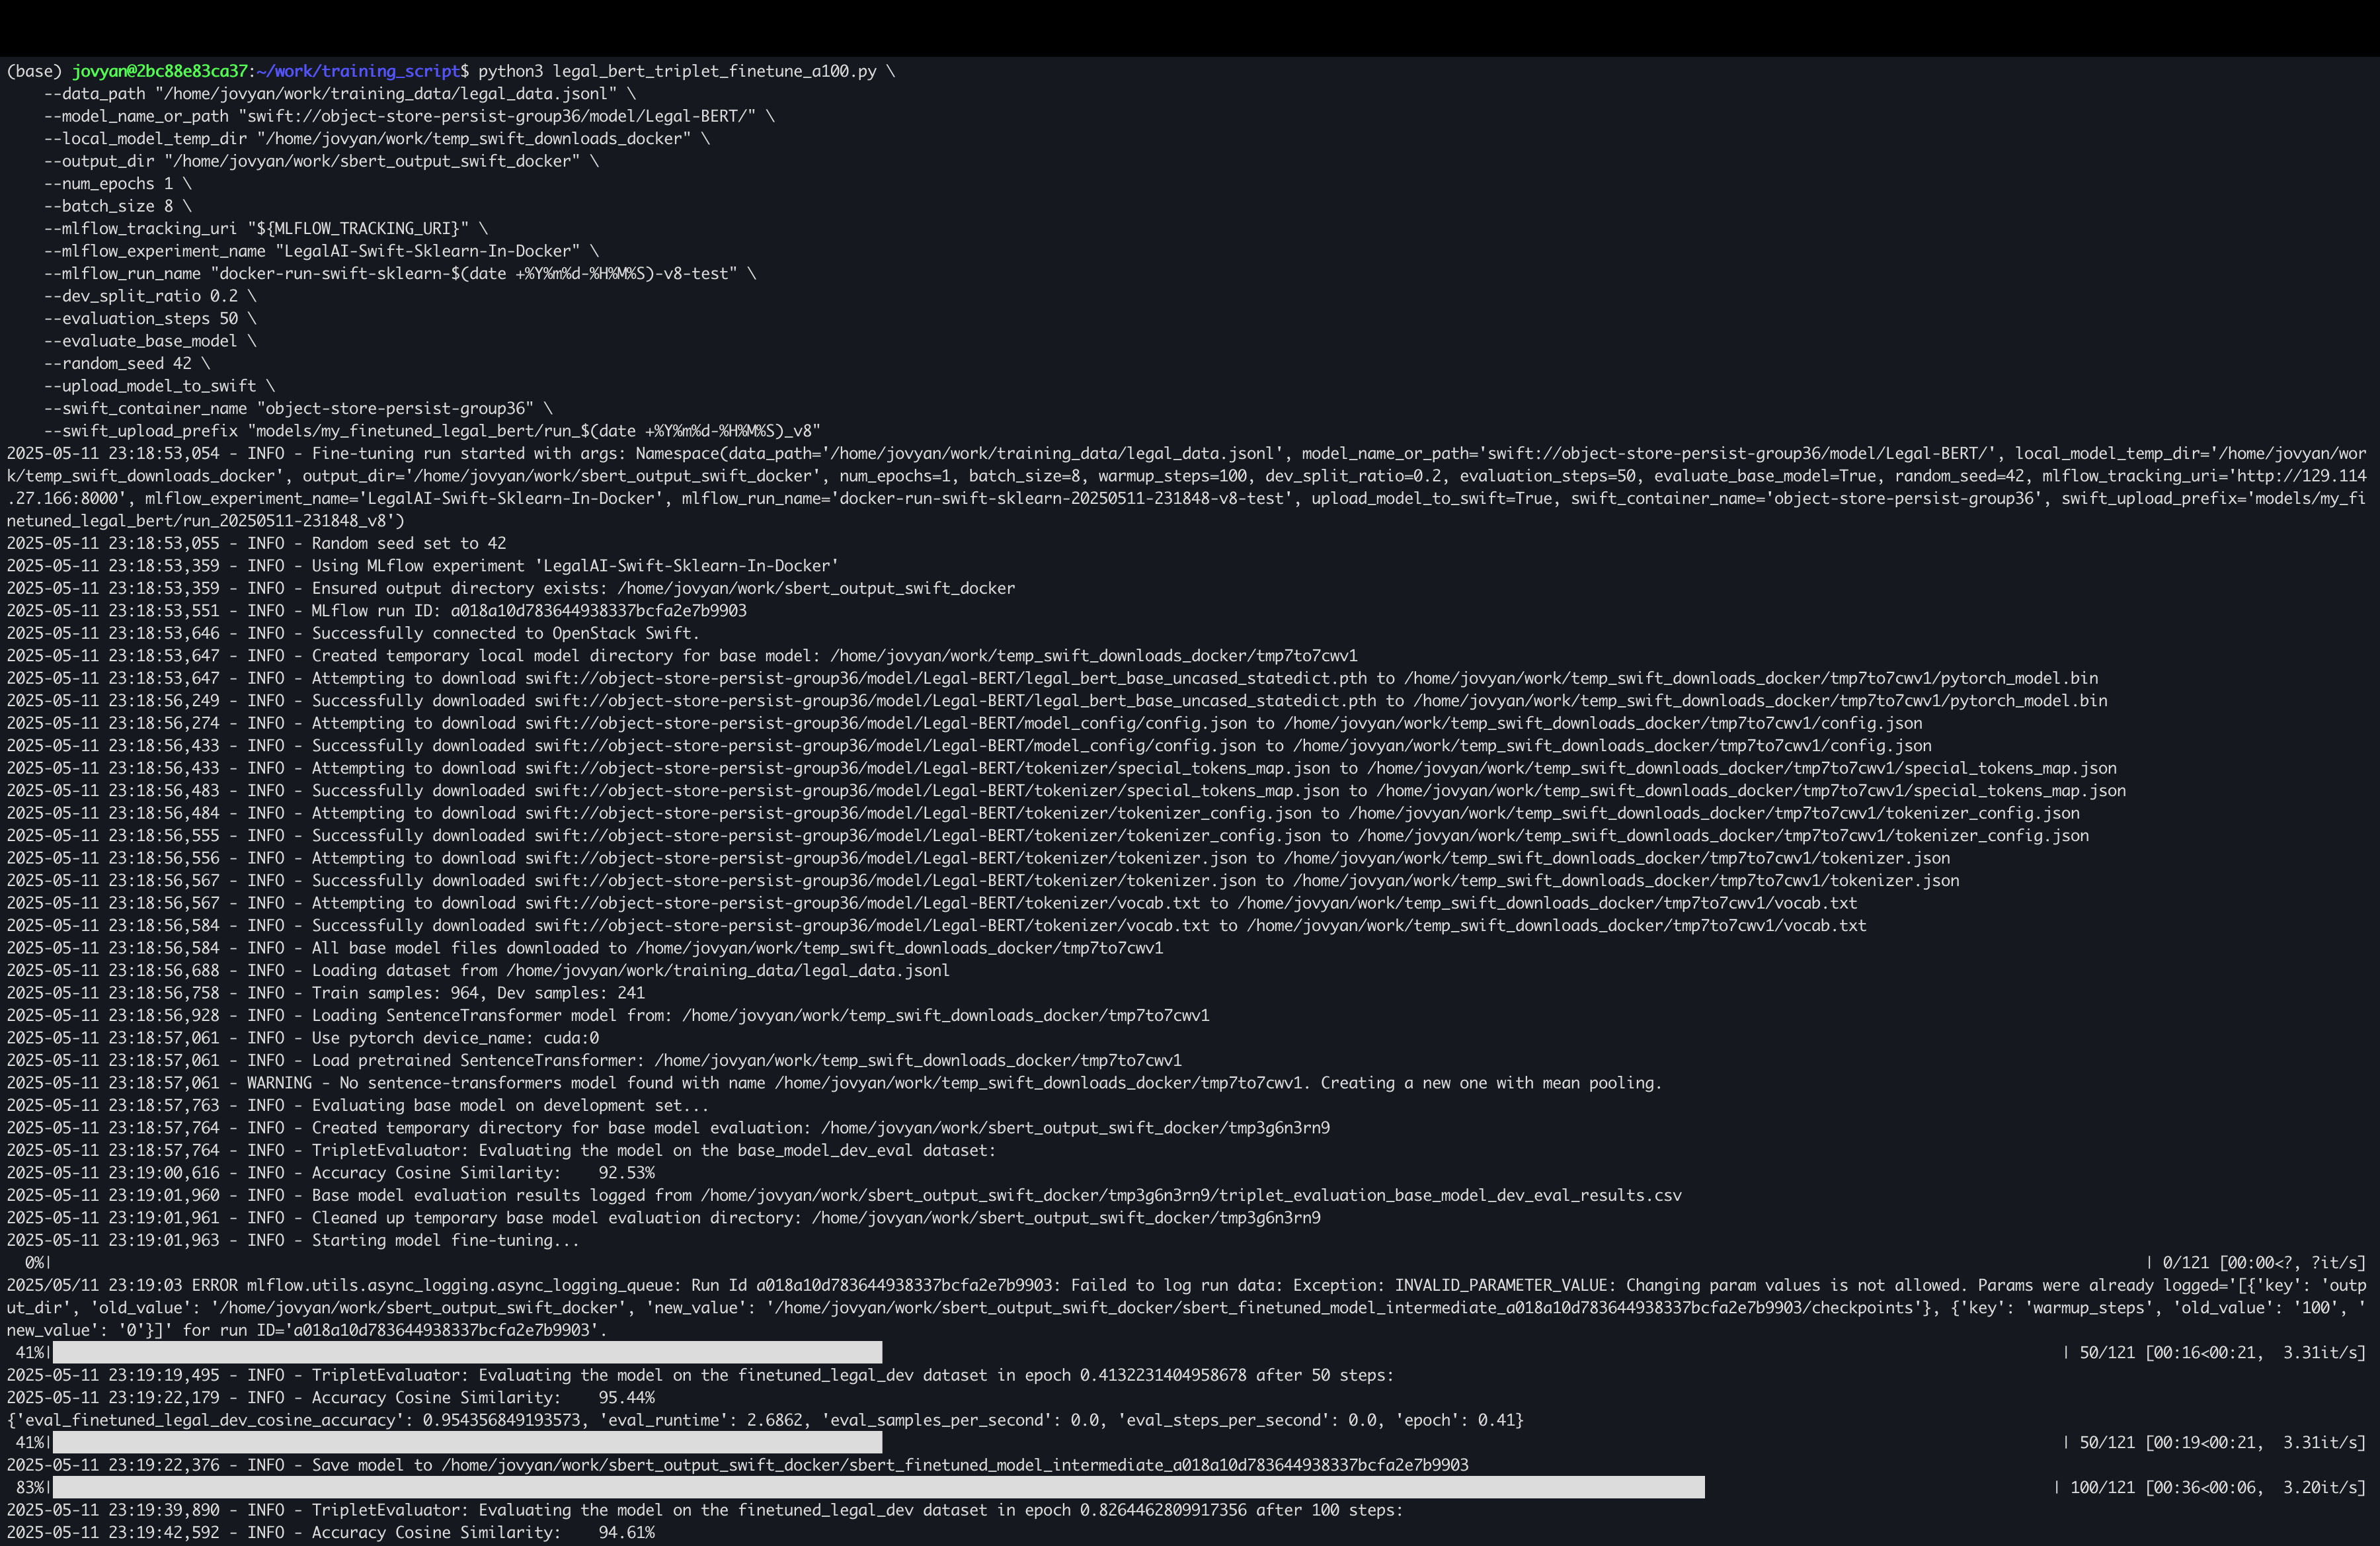 (base) jovyan@2bc88e83ca37:~/work/training_script$ python3 legal_bert_triplet_finetune_a100.py \
    --data_path "/home/jovyan/work/training_data/legal_data.jsonl" \
    --model_name_or_path "swift://object-store-persist-group36/model/Legal-BERT/" \
    --local_model_temp_dir "/home/jovyan/work/temp_swift_downloads_docker" \
    --output_dir "/home/jovyan/work/sbert_output_swift_docker" \
    --num_epochs 1 \
    --batch_size 8 \
    --mlflow_tracking_uri "${MLFLOW_TRACKING_URI}" \
    --mlflow_experiment_name "LegalAI-Swift-Sklearn-In-Docker" \
    --mlflow_run_name "docker-run-swift-sklearn-$(date +%Y%m%d-%H%M%S)-v8-test" \
    --dev_split_ratio 0.2 \
    --evaluation_steps 50 \
    --evaluate_base_model \
    --random_seed 42 \
    --upload_model_to_swift \
    --swift_container_name "object-store-persist-group36" \
    --swift_upload_prefix "models/my_finetuned_legal_bert/run_$(date +%Y%m%d-%H%M%S)_v8"
2025-05-11 23:18:53,054 - INFO - Fine-tuning run started with args: Namespace(data_path='/home/jovyan/work/training_data/legal_data.jsonl', model_name_or_path='swift://object-store-persist-group36/model/Legal-BERT/', local_model_temp_dir='/home/jovyan/wor
k/temp_swift_downloads_docker', output_dir='/home/jovyan/work/sbert_output_swift_docker', num_epochs=1, batch_size=8, warmup_steps=100, dev_split_ratio=0.2, evaluation_steps=50, evaluate_base_model=True, random_seed=42, mlflow_tracking_uri='http://129.114
.27.166:8000', mlflow_experiment_name='LegalAI-Swift-Sklearn-In-Docker', mlflow_run_name='docker-run-swift-sklearn-20250511-231848-v8-test', upload_model_to_swift=True, swift_container_name='object-store-persist-group36', swift_upload_prefix='models/my_fi
netuned_legal_bert/run_20250511-231848_v8')
2025-05-11 23:18:53,055 - INFO - Random seed set to 42
2025-05-11 23:18:53,359 - INFO - Using MLflow experiment 'LegalAI-Swift-Sklearn-In-Docker'
2025-05-11 23:18:53,359 - INFO - Ensured output directory exists: /home/jovyan/work/sbert_output_swift_docker
2025-05-11 23:18:53,551 - INFO - MLflow run ID: a018a10d783644938337bcfa2e7b9903
2025-05-11 23:18:53,646 - INFO - Successfully connected to OpenStack Swift.
2025-05-11 23:18:53,647 - INFO - Created temporary local model directory for base model: /home/jovyan/work/temp_swift_downloads_docker/tmp7to7cwv1
2025-05-11 23:18:53,647 - INFO - Attempting to download swift://object-store-persist-group36/model/Legal-BERT/legal_bert_base_uncased_statedict.pth to /home/jovyan/work/temp_swift_downloads_docker/tmp7to7cwv1/pytorch_model.bin
2025-05-11 23:18:56,249 - INFO - Successfully downloaded swift://object-store-persist-group36/model/Legal-BERT/legal_bert_base_uncased_statedict.pth to /home/jovyan/work/temp_swift_downloads_docker/tmp7to7cwv1/pytorch_model.bin
2025-05-11 23:18:56,274 - INFO - Attempting to download swift://object-store-persist-group36/model/Legal-BERT/model_config/config.json to /home/jovyan/work/temp_swift_downloads_docker/tmp7to7cwv1/config.json
2025-05-11 23:18:56,433 - INFO - Successfully downloaded swift://object-store-persist-group36/model/Legal-BERT/model_config/config.json to /home/jovyan/work/temp_swift_downloads_docker/tmp7to7cwv1/config.json
2025-05-11 23:18:56,433 - INFO - Attempting to download swift://object-store-persist-group36/model/Legal-BERT/tokenizer/special_tokens_map.json to /home/jovyan/work/temp_swift_downloads_docker/tmp7to7cwv1/special_tokens_map.json
2025-05-11 23:18:56,483 - INFO - Successfully downloaded swift://object-store-persist-group36/model/Legal-BERT/tokenizer/special_tokens_map.json to /home/jovyan/work/temp_swift_downloads_docker/tmp7to7cwv1/special_tokens_map.json
2025-05-11 23:18:56,484 - INFO - Attempting to download swift://object-store-persist-group36/model/Legal-BERT/tokenizer/tokenizer_config.json to /home/jovyan/work/temp_swift_downloads_docker/tmp7to7cwv1/tokenizer_config.json
2025-05-11 23:18:56,555 - INFO - Successfully downloaded swift://object-store-persist-group36/model/Legal-BERT/tokenizer/tokenizer_config.json to /home/jovyan/work/temp_swift_downloads_docker/tmp7to7cwv1/tokenizer_config.json
2025-05-11 23:18:56,556 - INFO - Attempting to download swift://object-store-persist-group36/model/Legal-BERT/tokenizer/tokenizer.json to /home/jovyan/work/temp_swift_downloads_docker/tmp7to7cwv1/tokenizer.json
2025-05-11 23:18:56,567 - INFO - Successfully downloaded swift://object-store-persist-group36/model/Legal-BERT/tokenizer/tokenizer.json to /home/jovyan/work/temp_swift_downloads_docker/tmp7to7cwv1/tokenizer.json
2025-05-11 23:18:56,567 - INFO - Attempting to download swift://object-store-persist-group36/model/Legal-BERT/tokenizer/vocab.txt to /home/jovyan/work/temp_swift_downloads_docker/tmp7to7cwv1/vocab.txt
2025-05-11 23:18:56,584 - INFO - Successfully downloaded swift://object-store-persist-group36/model/Legal-BERT/tokenizer/vocab.txt to /home/jovyan/work/temp_swift_downloads_docker/tmp7to7cwv1/vocab.txt
2025-05-11 23:18:56,584 - INFO - All base model files downloaded to /home/jovyan/work/temp_swift_downloads_docker/tmp7to7cwv1
2025-05-11 23:18:56,688 - INFO - Loading dataset from /home/jovyan/work/training_data/legal_data.jsonl
2025-05-11 23:18:56,758 - INFO - Train samples: 964, Dev samples: 241
2025-05-11 23:18:56,928 - INFO - Loading SentenceTransformer model from: /home/jovyan/work/temp_swift_downloads_docker/tmp7to7cwv1
2025-05-11 23:18:57,061 - INFO - Use pytorch device_name: cuda:0
2025-05-11 23:18:57,061 - INFO - Load pretrained SentenceTransformer: /home/jovyan/work/temp_swift_downloads_docker/tmp7to7cwv1
2025-05-11 23:18:57,061 - WARNING - No sentence-transformers model found with name /home/jovyan/work/temp_swift_downloads_docker/tmp7to7cwv1. Creating a new one with mean pooling.
2025-05-11 23:18:57,763 - INFO - Evaluating base model on development set...
2025-05-11 23:18:57,764 - INFO - Created temporary directory for base model evaluation: /home/jovyan/work/sbert_output_swift_docker/tmp3g6n3rn9
2025-05-11 23:18:57,764 - INFO - TripletEvaluator: Evaluating the model on the base_model_dev_eval dataset:
2025-05-11 23:19:00,616 - INFO - Accuracy Cosine Similarity:    92.53%
2025-05-11 23:19:01,960 - INFO - Base model evaluation results logged from /home/jovyan/work/sbert_output_swift_docker/tmp3g6n3rn9/triplet_evaluation_base_model_dev_eval_results.csv
2025-05-11 23:19:01,961 - INFO - Cleaned up temporary base model evaluation directory: /home/jovyan/work/sbert_output_swift_docker/tmp3g6n3rn9
2025-05-11 23:19:01,963 - INFO - Starting model fine-tuning...
  0%| | 0/121 [00:00<?, ?it/s]
2025/05/11 23:19:03 ERROR mlflow.utils.async_logging.async_logging_queue: Run Id a018a10d783644938337bcfa2e7b9903: Failed to log run data: Exception: INVALID_PARAMETER_VALUE: Changing param values is not allowed. Params were already logged='[{'key': 'outp
ut_dir', 'old_value': '/home/jovyan/work/sbert_output_swift_docker', 'new_value': '/home/jovyan/work/sbert_output_swift_docker/sbert_finetuned_model_intermediate_a018a10d783644938337bcfa2e7b9903/checkpoints'}, {'key': 'warmup_steps', 'old_value': '100', '
new_value': '0'}]' for run ID='a018a10d783644938337bcfa2e7b9903'.
 41%| | 50/121 [00:16<00:21,  3.31it/s]
2025-05-11 23:19:19,495 - INFO - TripletEvaluator: Evaluating the model on the finetuned_legal_dev dataset in epoch 0.4132231404958678 after 50 steps:
2025-05-11 23:19:22,179 - INFO - Accuracy Cosine Similarity:    95.44%
{'eval_finetuned_legal_dev_cosine_accuracy': 0.954356849193573, 'eval_runtime': 2.6862, 'eval_samples_per_second': 0.0, 'eval_steps_per_second': 0.0, 'epoch': 0.41}
 41%| | 50/121 [00:19<00:21,  3.31it/s]
2025-05-11 23:19:22,376 - INFO - Save model to /home/jovyan/work/sbert_output_swift_docker/sbert_finetuned_model_intermediate_a018a10d783644938337bcfa2e7b9903
 83%| | 100/121 [00:36<00:06,  3.20it/s]
2025-05-11 23:19:39,890 - INFO - TripletEvaluator: Evaluating the model on the finetuned_legal_dev dataset in epoch 0.8264462809917356 after 100 steps:
2025-05-11 23:19:42,592 - INFO - Accuracy Cosine Similarity:    94.61%